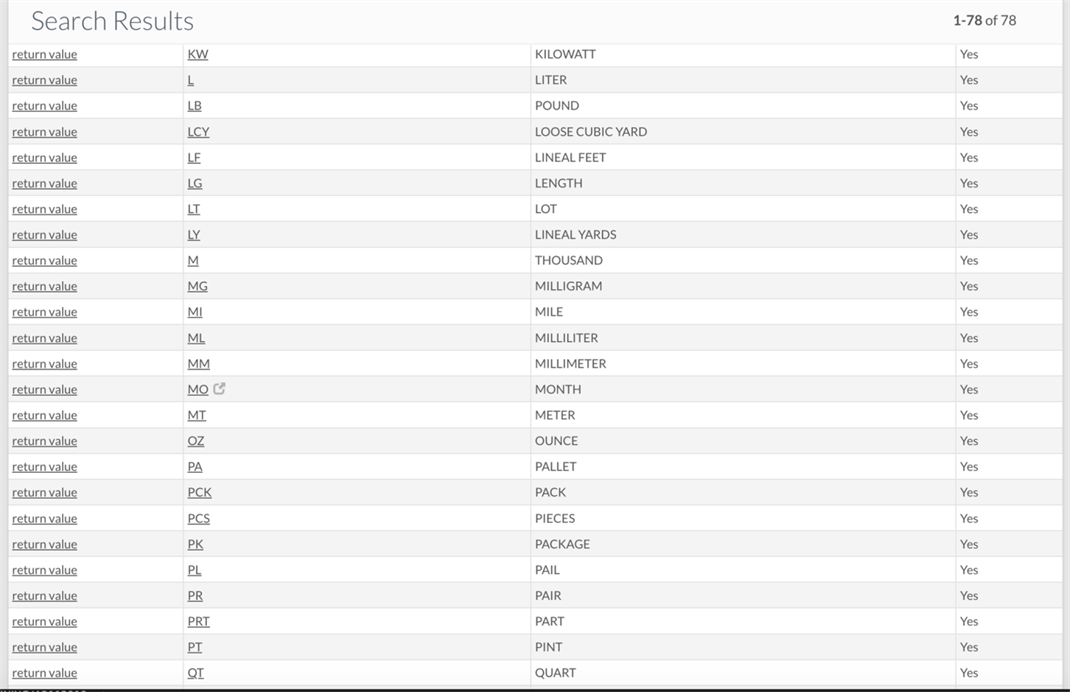 Search Results 1-78 of 78
return value KW KILOWATT Yes
return value L LITER Yes
return value LB POUND Yes
return value LCY LOOSE CUBIC YARD Yes
return value LF LINEAL FEET Yes
return value LG LENGTH Yes
return value LT LOT Yes
return value LY LINEAL YARDS Yes
return value M THOUSAND Yes
return value MG MILLIGRAM Yes
return value MI MILE Yes
return value ML MILLILITER Yes
return value MM MILLIMETER Yes
return value MO MONTH Yes
return value MT METER Yes
return value OZ OUNCE Yes
return value PA PALLET Yes
return value PCK PACK Yes
return value PCS PIECES Yes
return value PK PACKAGE Yes
return value PL PAIL Yes
return value PR PAIR Yes
return value PRT PART Yes
return value PT PINT Yes
return value QT QUART Yes